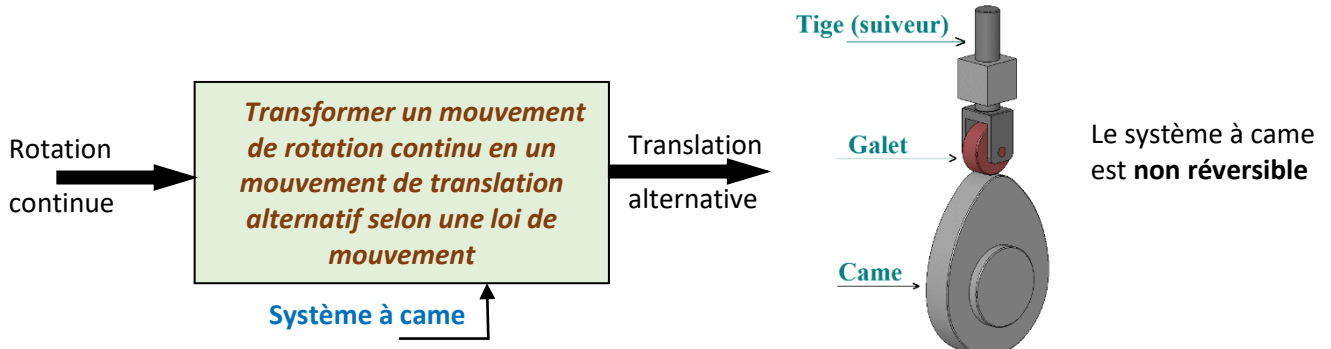 Rotation
continue
Transformer un mouvement
de rotation continu en un
mouvement de translation
alternatif selon une loi de
mouvement
Système à came
Translation
alternative
Tige (suiveur)
Galet
Came
Le système à came
est non réversible